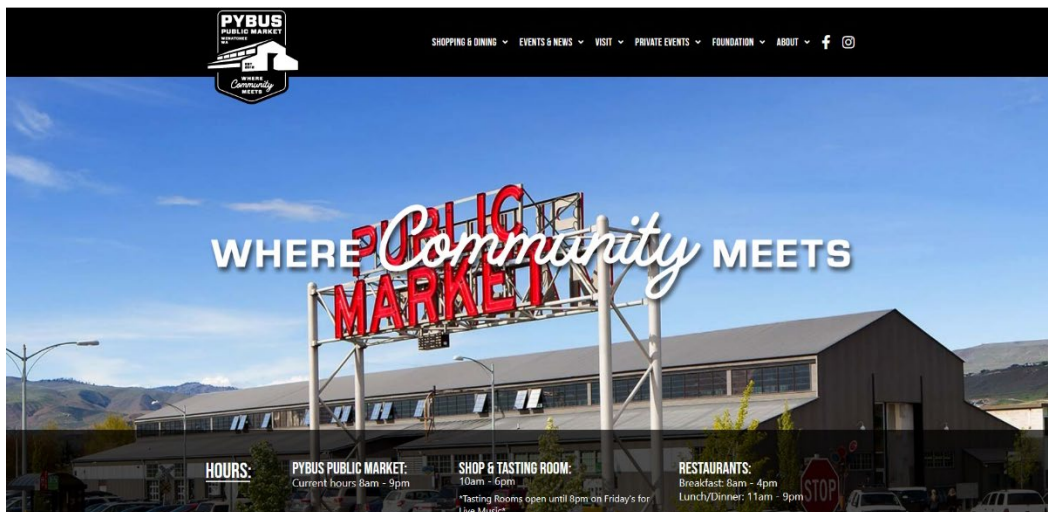 PYBUS
PUBLIC MARKET
WENATCHEE
WA
WHERE
Community
MEETS
SHOPPING & DINING
EVENTS & NEWS
VISIT
PRIVATE EVENTS
FOUNDATION
ABOUT
PUBLIC
MARKET
WHERE Community MEETS
HOURS:
PYBUS PUBLIC MARKET:
Current hours 8am - 9pm
SHOP & TASTING ROOM:
10am - 6pm
*Tasting Rooms open until 8pm on Friday's for
Live Music*
RESTAURANTS:
Breakfast: 8am - 4pm
Lunch/Dinner: 11am - 9pm
STOP